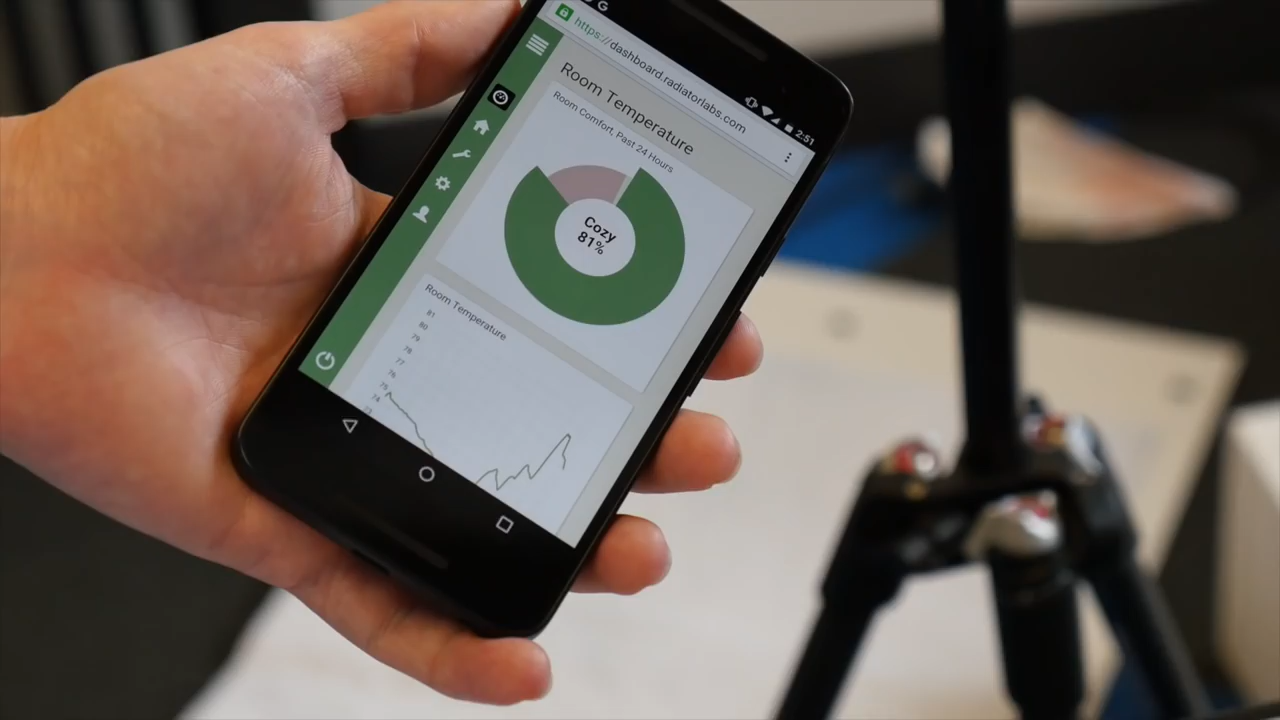 2:51
https://dashboard.radiatorlabs.com
Room Temperature
Room Comfort, Past 24 Hours
Cozy
81%
Room Temperature
81
80
79
78
77
76
75
74
73